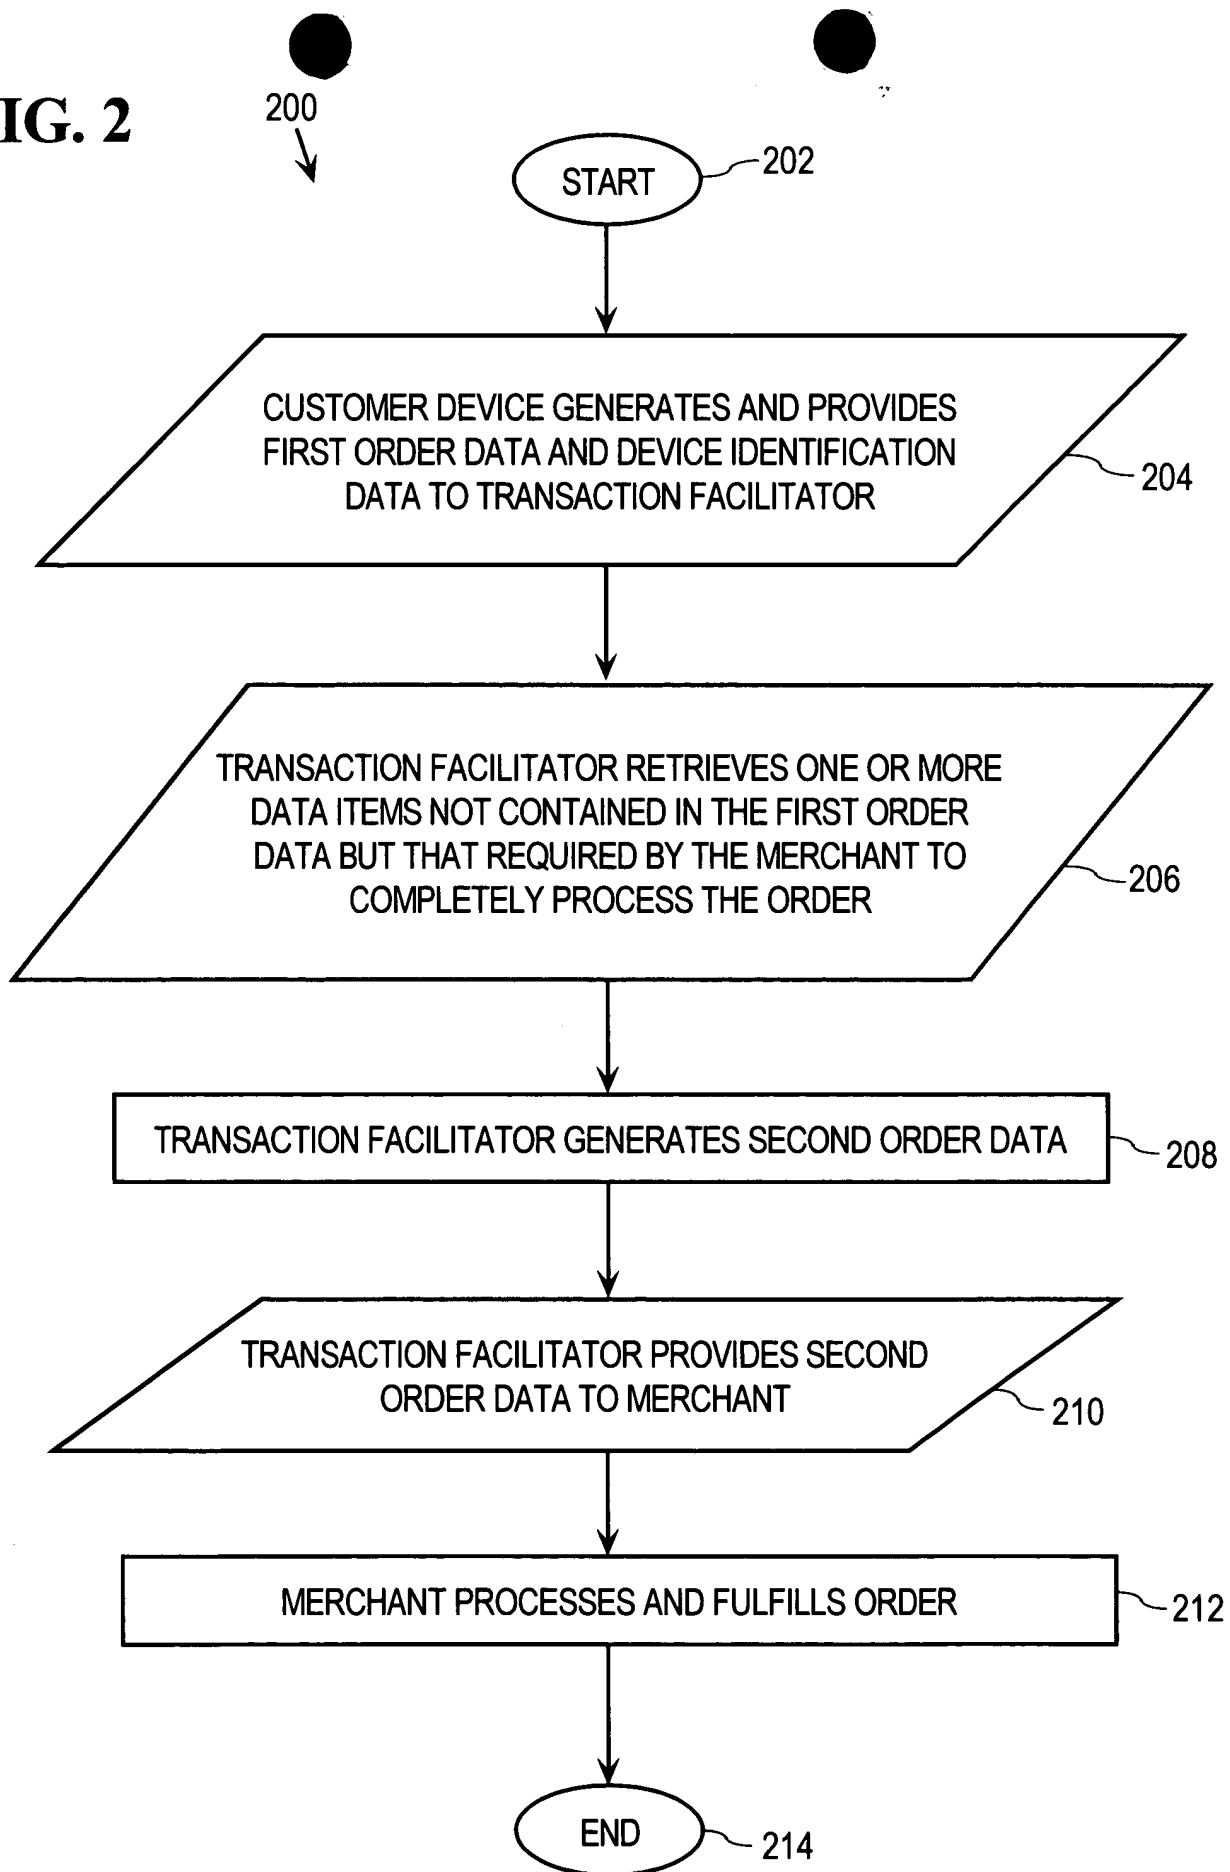 IG. 2
200
START
202
CUSTOMER DEVICE GENERATES AND PROVIDES
FIRST ORDER DATA AND DEVICE IDENTIFICATION
DATA TO TRANSACTION FACILITATOR
204
TRANSACTION FACILITATOR RETRIEVES ONE OR MORE
DATA ITEMS NOT CONTAINED IN THE FIRST ORDER
DATA BUT THAT REQUIRED BY THE MERCHANT TO
COMPLETELY PROCESS THE ORDER
206
TRANSACTION FACILITATOR GENERATES SECOND ORDER DATA
208
TRANSACTION FACILITATOR PROVIDES SECOND
ORDER DATA TO MERCHANT
210
MERCHANT PROCESSES AND FULFILLS ORDER
212
END
214